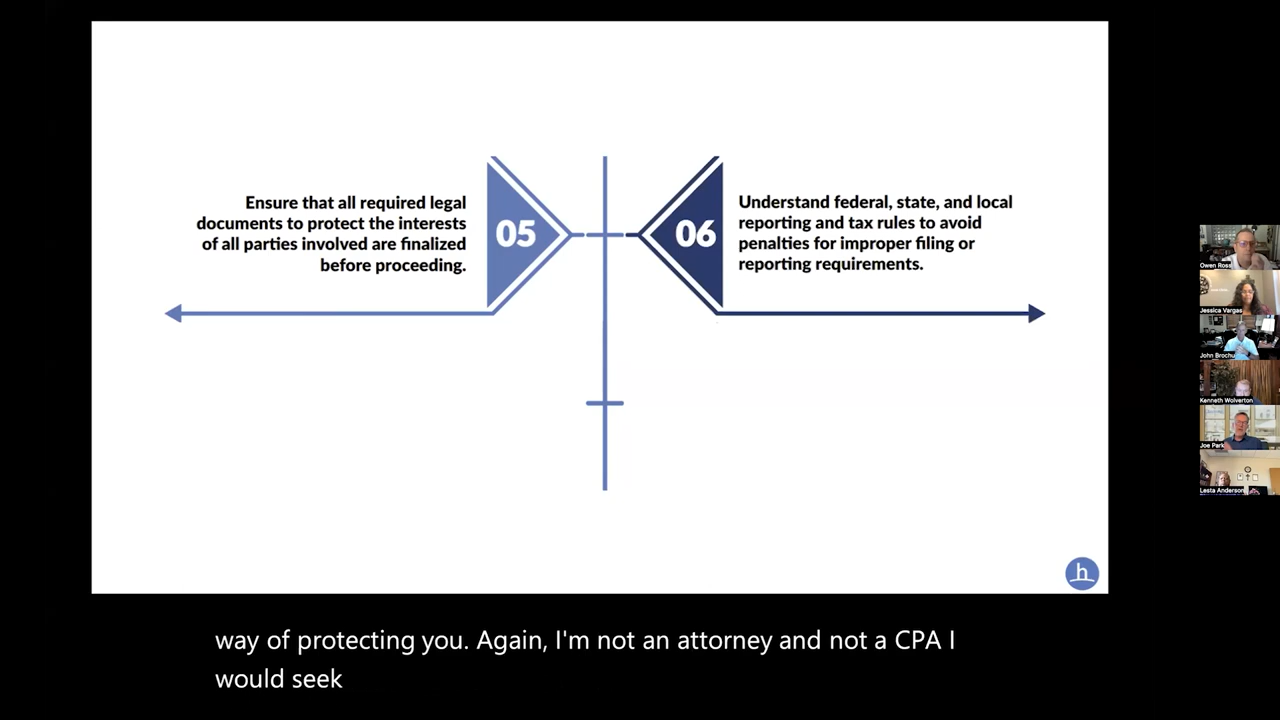 Ensure that all required legal
documents to protect the interests
of all parties involved are finalized
before proceeding.
05
06
Understand federal, state, and local
reporting and tax rules to avoid
penalties for improper filing or
reporting requirements.
h
Owen Ross
Jessica Vargas
John Brochu
Kenneth Wolverton
Joe Park
Lesta Anderson
way of protecting you. Again, I'm not an attorney and not a CPA I
would seek